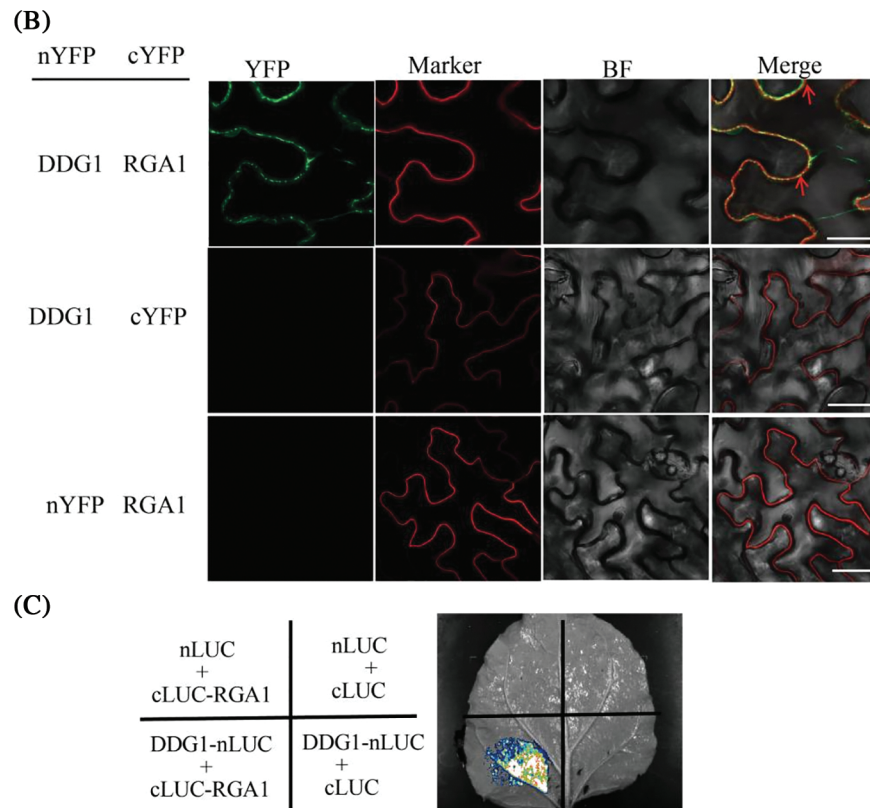 (B)
nYFP cYFP
YFP Marker BF Merge
DDG1 RGA1
DDG1 cYFP
nYFP RGA1
(C)
nLUC
+
cLUC-RGA1
nLUC
+
cLUC
DDG1-nLUC
+
cLUC-RGA1
DDG1-nLUC
+
cLUC